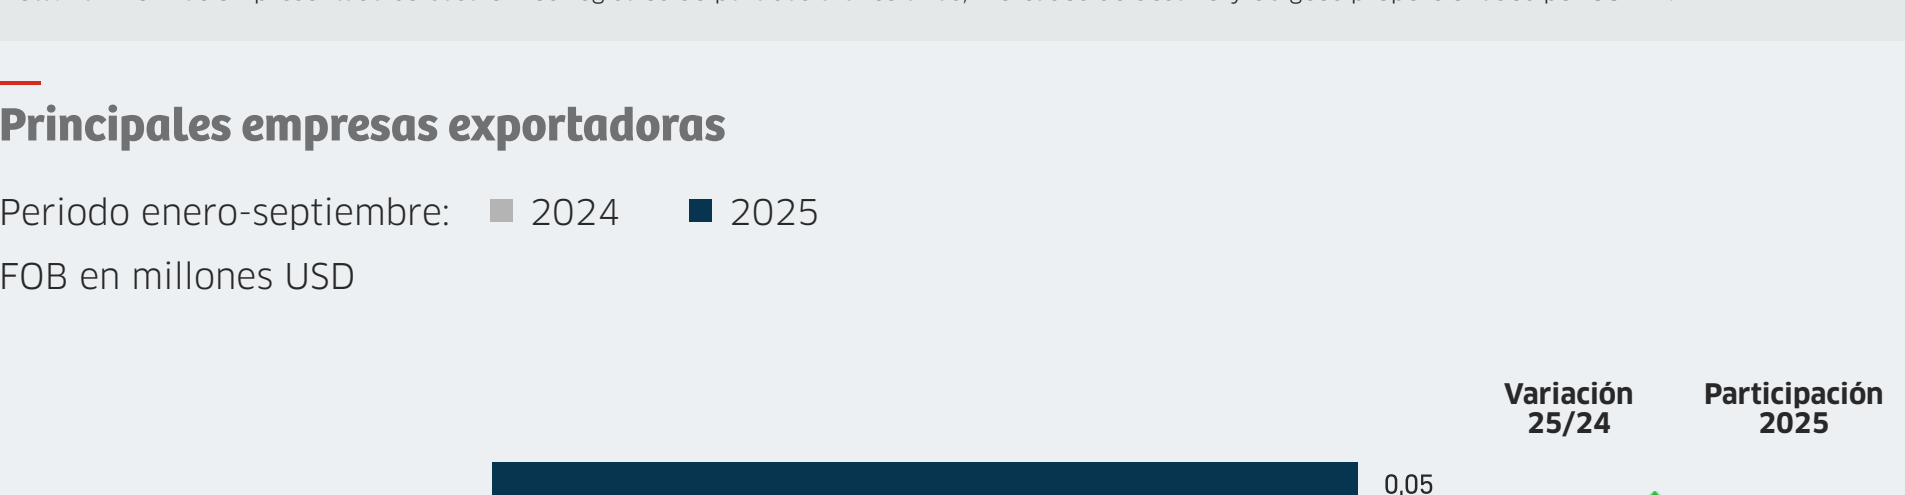 Principales empresas exportadoras
Periodo enero-septiembre: 2024 2025
FOB en millones USD
Variación 25/24
Participación 2025
0,05